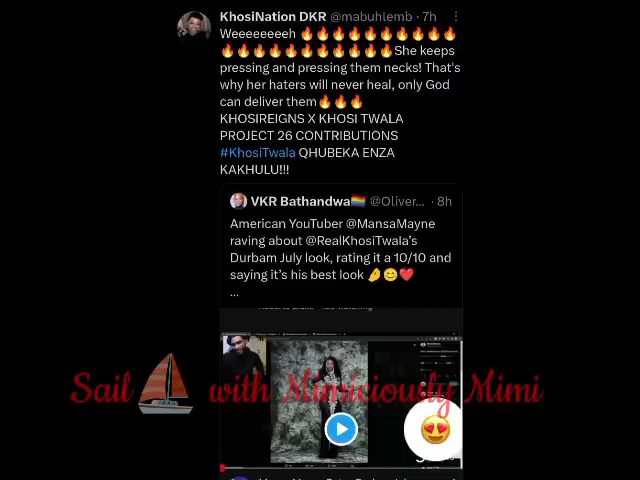 KhosiNation DKR @mabuhlemb · 7h
Weeeeeeeeh 🔥🔥🔥🔥🔥🔥🔥🔥🔥🔥
🔥🔥🔥🔥🔥🔥🔥🔥🔥🔥🔥She keeps
pressing and pressing them necks! That's
why her haters will never heal, only God
can deliver them🔥🔥🔥
KHOSIREIGNS X KHOSI TWALA
PROJECT 26 CONTRIBUTIONS
#KhosiTwala QHUBEKA ENZA
KAKHULU!!!
VKR Bathandwa🏳️‍🌈 @Oliver... · 8h
American YouTuber @MansaMayne
raving about @RealKhosiTwala's
Durbam July look, rating it a 10/10 and
saying it's his best look 🤌😊❤️
...
Sail with Mimiciously Mimi